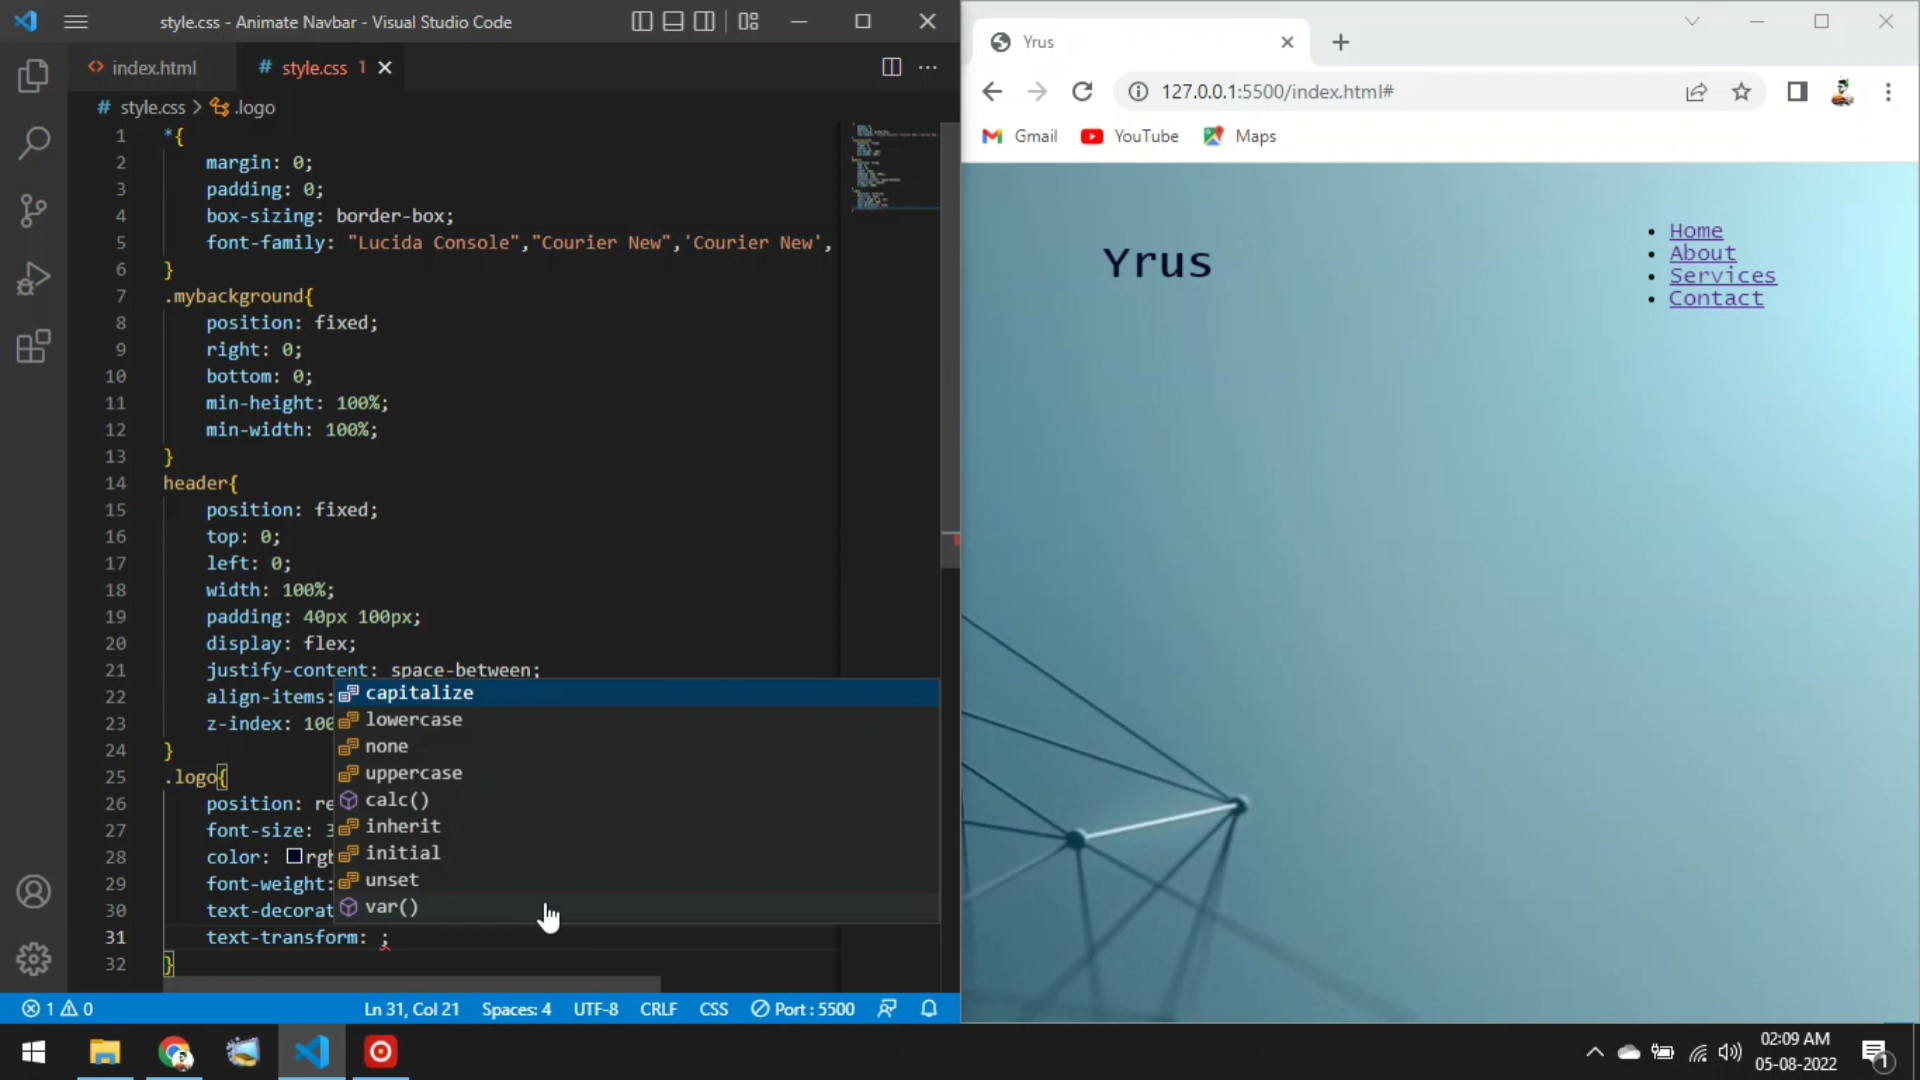 style.css - Animate Navbar - Visual Studio Code
index.html
# style.css 1
# style.css > .logo
1 *{
2 margin: 0;
3 padding: 0;
4 box-sizing: border-box;
5 font-family: "Lucida Console","Courier New",'Courier New',
6 }
7 .mybackground{
8 position: fixed;
9 right: 0;
10 bottom: 0;
11 min-height: 100%;
12 min-width: 100%;
13 }
14 header{
15 position: fixed;
16 top: 0;
17 left: 0;
18 width: 100%;
19 padding: 40px 100px;
20 display: flex;
21 justify-content: space-between;
22 align-items:
23 z-index: 100
24 }
25 .logo{
26 position: re
27 font-size: 3
28 color: rgb
29 font-weight:
30 text-decorat
31 text-transform: ;
32 }
capitalize
lowercase
none
uppercase
calc()
inherit
initial
unset
var()
1 0
Ln 31, Col 21 Spaces: 4 UTF-8 CRLF CSS Port : 5500
Yrus
127.0.0.1:5500/index.html#
Gmail YouTube Maps
Yrus
Home
About
Services
Contact
02:09 AM
05-08-2022
1